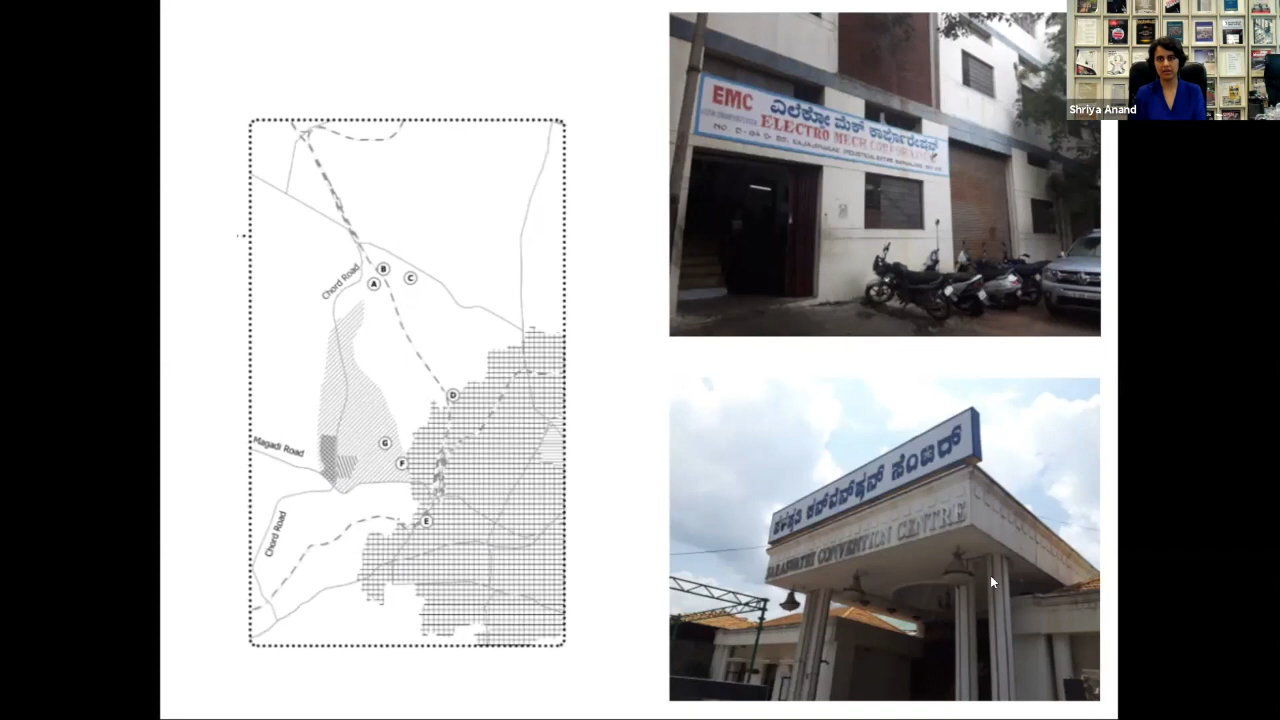 Chord Road
B
A
C
D
G
F
E
Magadi Road
Chord Road
EMC
ಎಲೆಕ್ಟ್ರೋ ಮೆಕ್ ಕಾರ್ಪೊರೇಷನ್
ELECTRO MECH CORPORATION
ಕನ್‌ವೆನ್‌ಷನ್ ಸೆಂಟರ್
SARASWATHI CONVENTION CENTRE
Shriya Anand